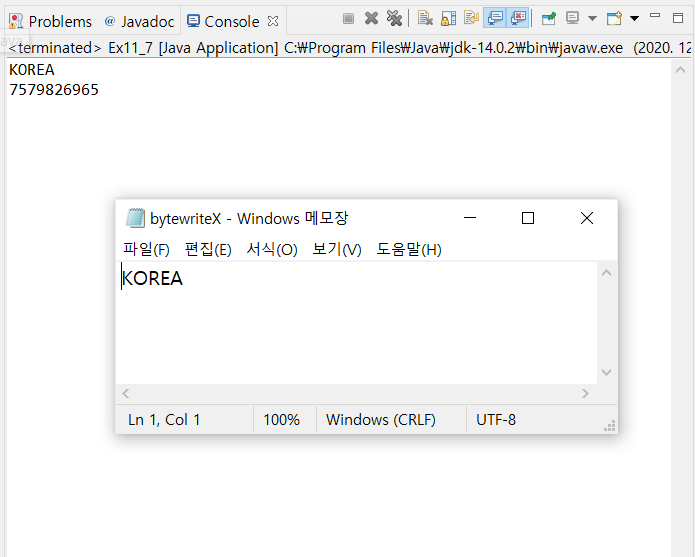 Problems @ Javadoc Console
<terminated> Ex11_7 [Java Application] C:₩Program Files₩Java₩jdk-14.0.2₩bin₩javaw.exe (2020. 12
KOREA
7579826965
bytewriteX - Windows 메모장
파일(F) 편집(E) 서식(O) 보기(V) 도움말(H)
KOREA
Ln 1, Col 1 100% Windows (CRLF) UTF-8